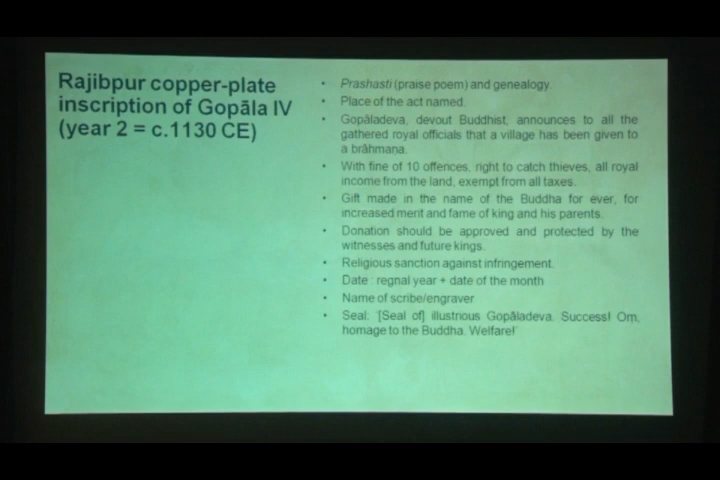 Rajibpur copper-plate
inscription of Gopāla IV
(year 2 = c.1130 CE)
• Prashasti (praise poem) and genealogy.
• Place of the act named.
• Gopāladeva, devout Buddhist, announces to all the
gathered royal officials that a village has been given to
a brāhmana.
• With fine of 10 offences, right to catch thieves, all royal
income from the land, exempt from all taxes.
• Gift made in the name of the Buddha for ever, for
increased merit and fame of king and his parents.
• Donation should be approved and protected by the
witnesses and future kings.
• Religious sanction against infringement.
• Date : regnal year + date of the month
• Name of scribe/engraver
• Seal: '[Seal of] illustrious Gopāladeva. Success! Oṃ,
homage to the Buddha. Welfare!'